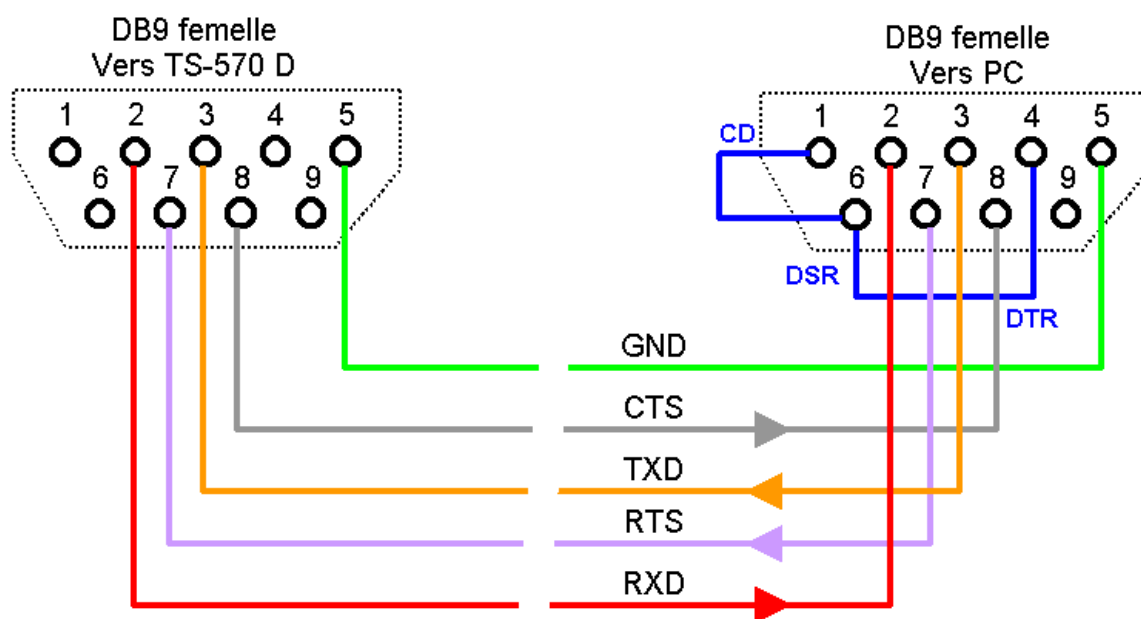 DB9 femelle
Vers TS-570 D
1 2 3 4 5
6 7 8 9
DB9 femelle
Vers PC
1 2 3 4 5
CD
6 7 8 9
DSR
DTR
GND
CTS
TXD
RTS
RXD